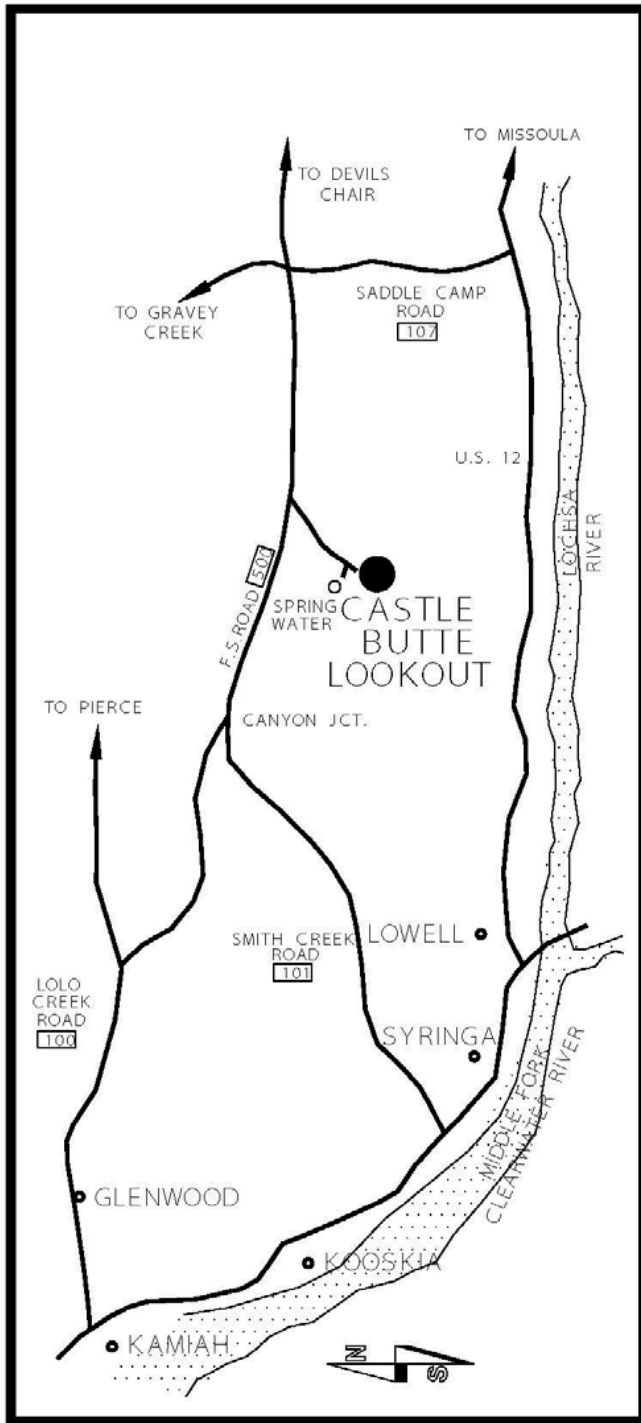 TO MISSOULA
TO DEVILS
CHAIR
TO GRAVEY
CREEK
SADDLE CAMP
ROAD
107
U.S. 12
LOCHSA
RIVER
F.S.ROAD 500
SPRING
WATER
CASTLE
BUTTE
LOOKOUT
TO PIERCE
CANYON JCT.
SMITH CREEK
ROAD
101
LOWELL
LOLO
CREEK
ROAD
100
SYRINGA
MIDDLE FORK
CLEARWATER RIVER
GLENWOOD
KOOSKIA
KAMIAH
N
S